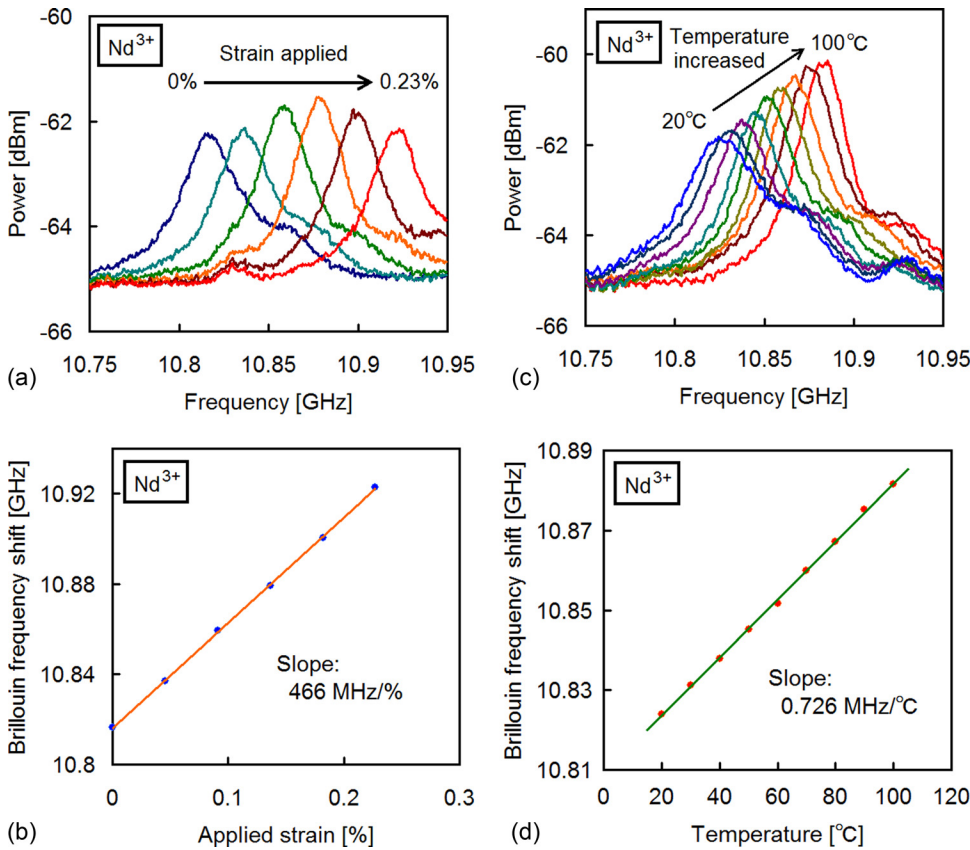 -60
Nd3+
Strain applied
0%
0.23%
-62
-64
-66
Power [dBm]
10.75
10.8
10.85
10.9
10.95
(a)
Frequency [GHz]
Nd3+
Temperature
increased
100℃
20℃
-60
-62
-64
-66
Power [dBm]
10.75
10.8
10.85
10.9
10.95
(c)
Frequency [GHz]
Nd3+
10.92
10.88
10.84
10.8
Brillouin frequency shift [GHz]
Slope:
466 MHz/%
0
0.1
0.2
0.3
(b)
Applied strain [%]
10.89
Nd3+
10.87
10.85
10.83
10.81
Brillouin frequency shift [GHz]
Slope:
0.726 MHz/℃
0
20
40
60
80
100
120
(d)
Temperature [℃]